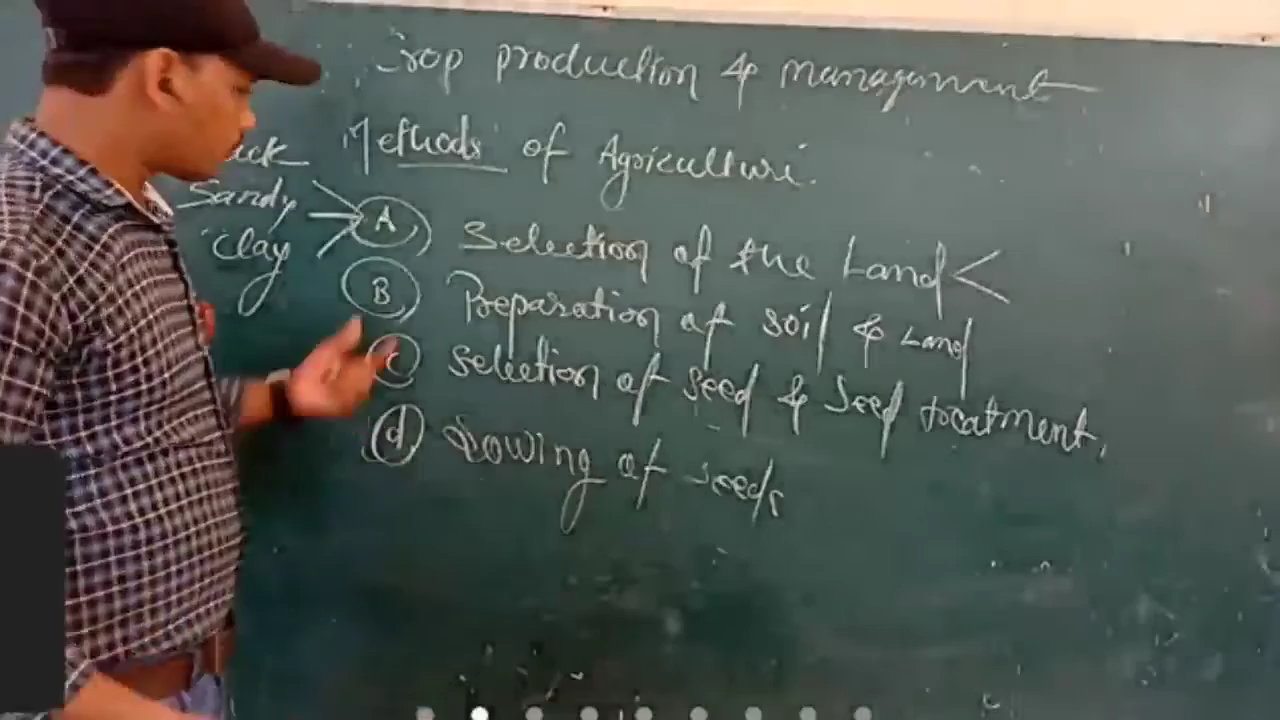 Crop production & management
Methods of Agriculture.
Sandy
clay
A Selection of the Land
B Preparation of soil & Land
C Selection of seed & Seed treatment,
d Sowing of seeds